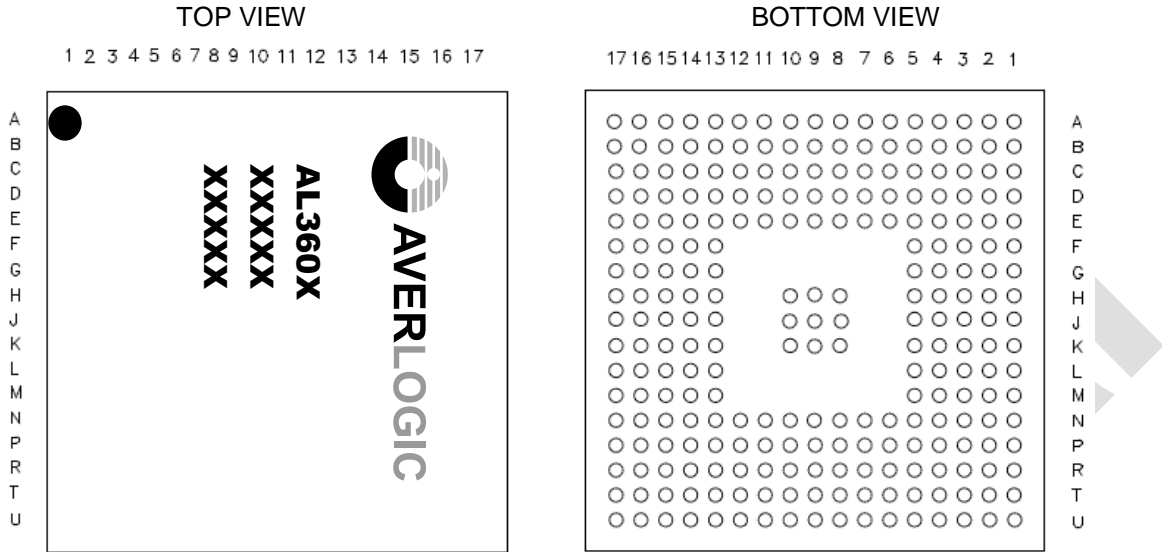 TOP VIEW
BOTTOM VIEW
1 2 3 4 5 6 7 8 9 10 11 12 13 14 15 16 17
17 16 15 14 13 12 11 10 9 8 7 6 5 4 3 2 1
A
B
C
D
E
F
G
H
J
K
L
M
N
P
R
T
U
AVERLOGIC
AL360X
XXXXX
XXXXX
A
B
C
D
E
F
G
H
J
K
L
M
N
P
R
T
U